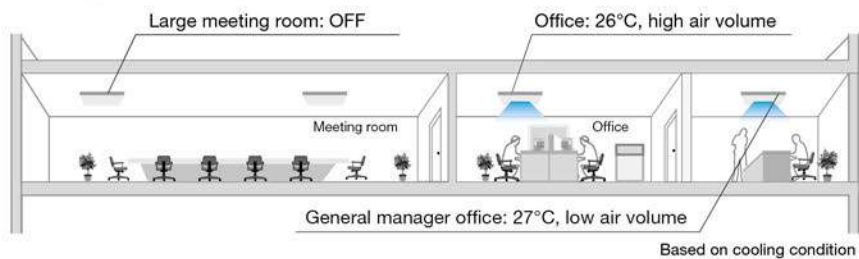 Large meeting room: OFF
Office: 26°C, high air volume
Meeting room
Office
General manager office: 27°C, low air volume
Based on cooling condition